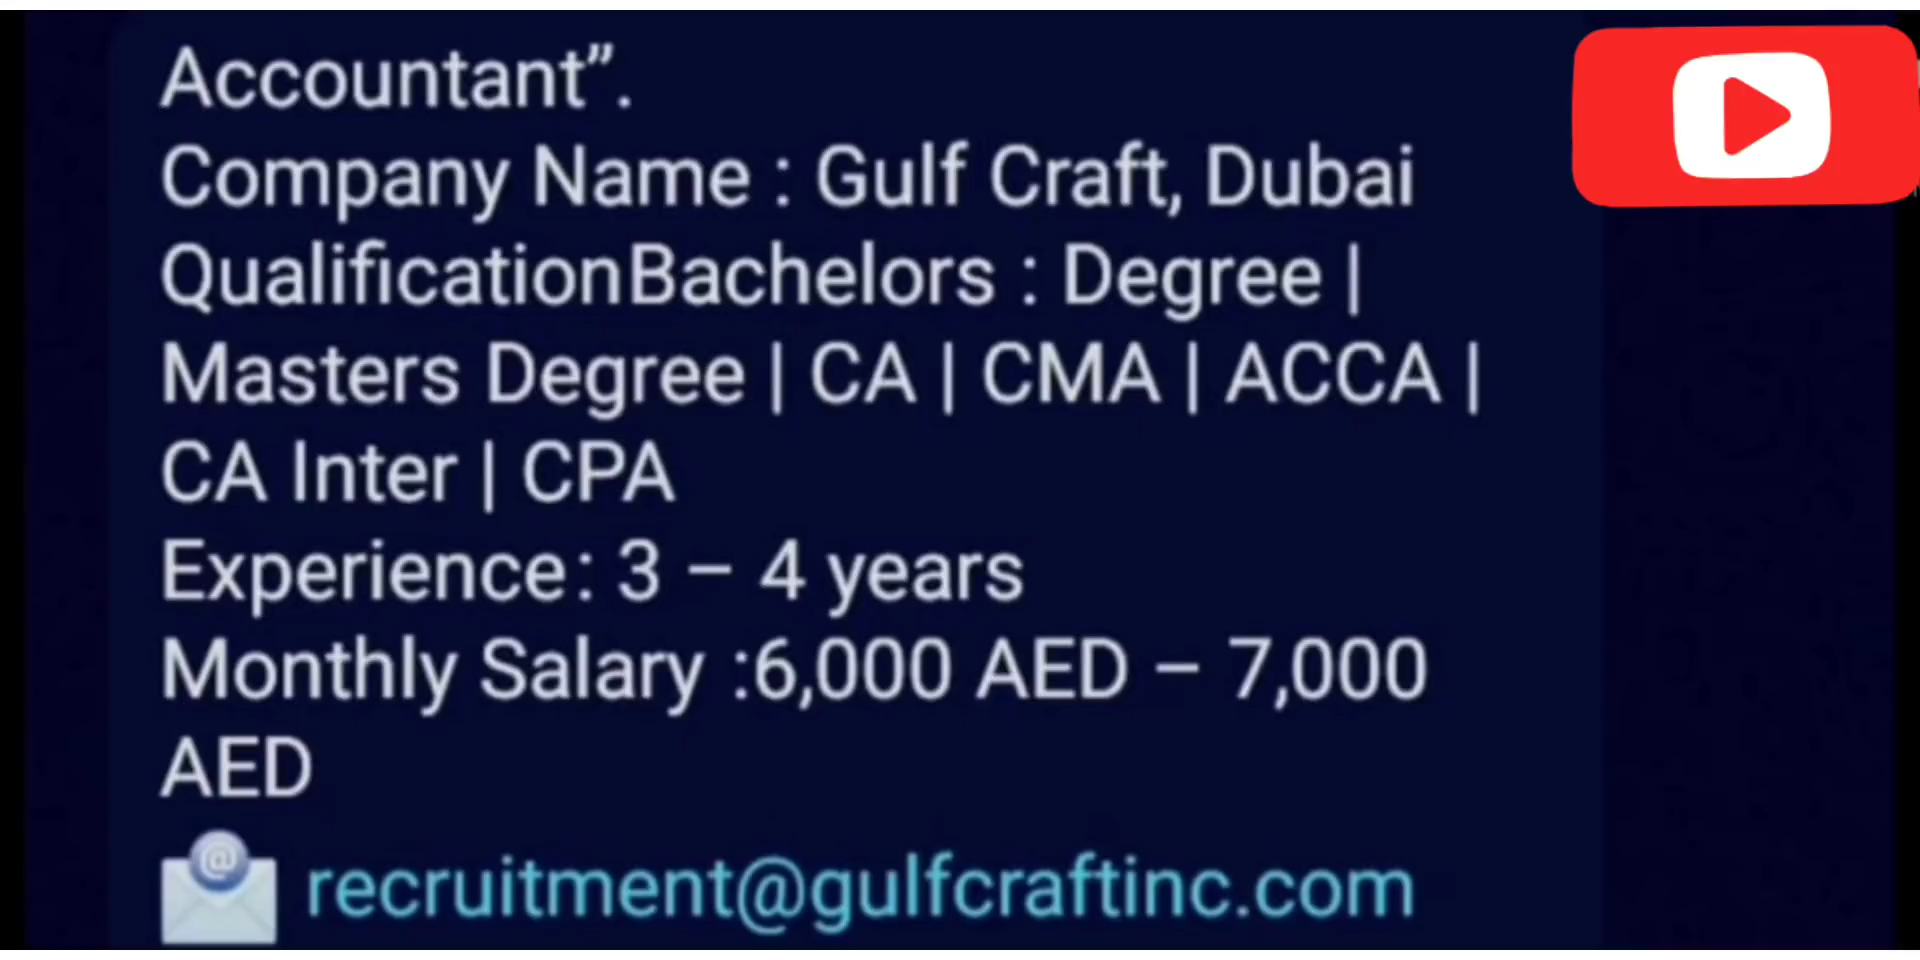 Accountant”.
Company Name : Gulf Craft, Dubai
QualificationBachelors : Degree |
Masters Degree | CA | CMA | ACCA |
CA Inter | CPA
Experience: 3 – 4 years
Monthly Salary :6,000 AED – 7,000
AED
recruitment@gulfcraftinc.com